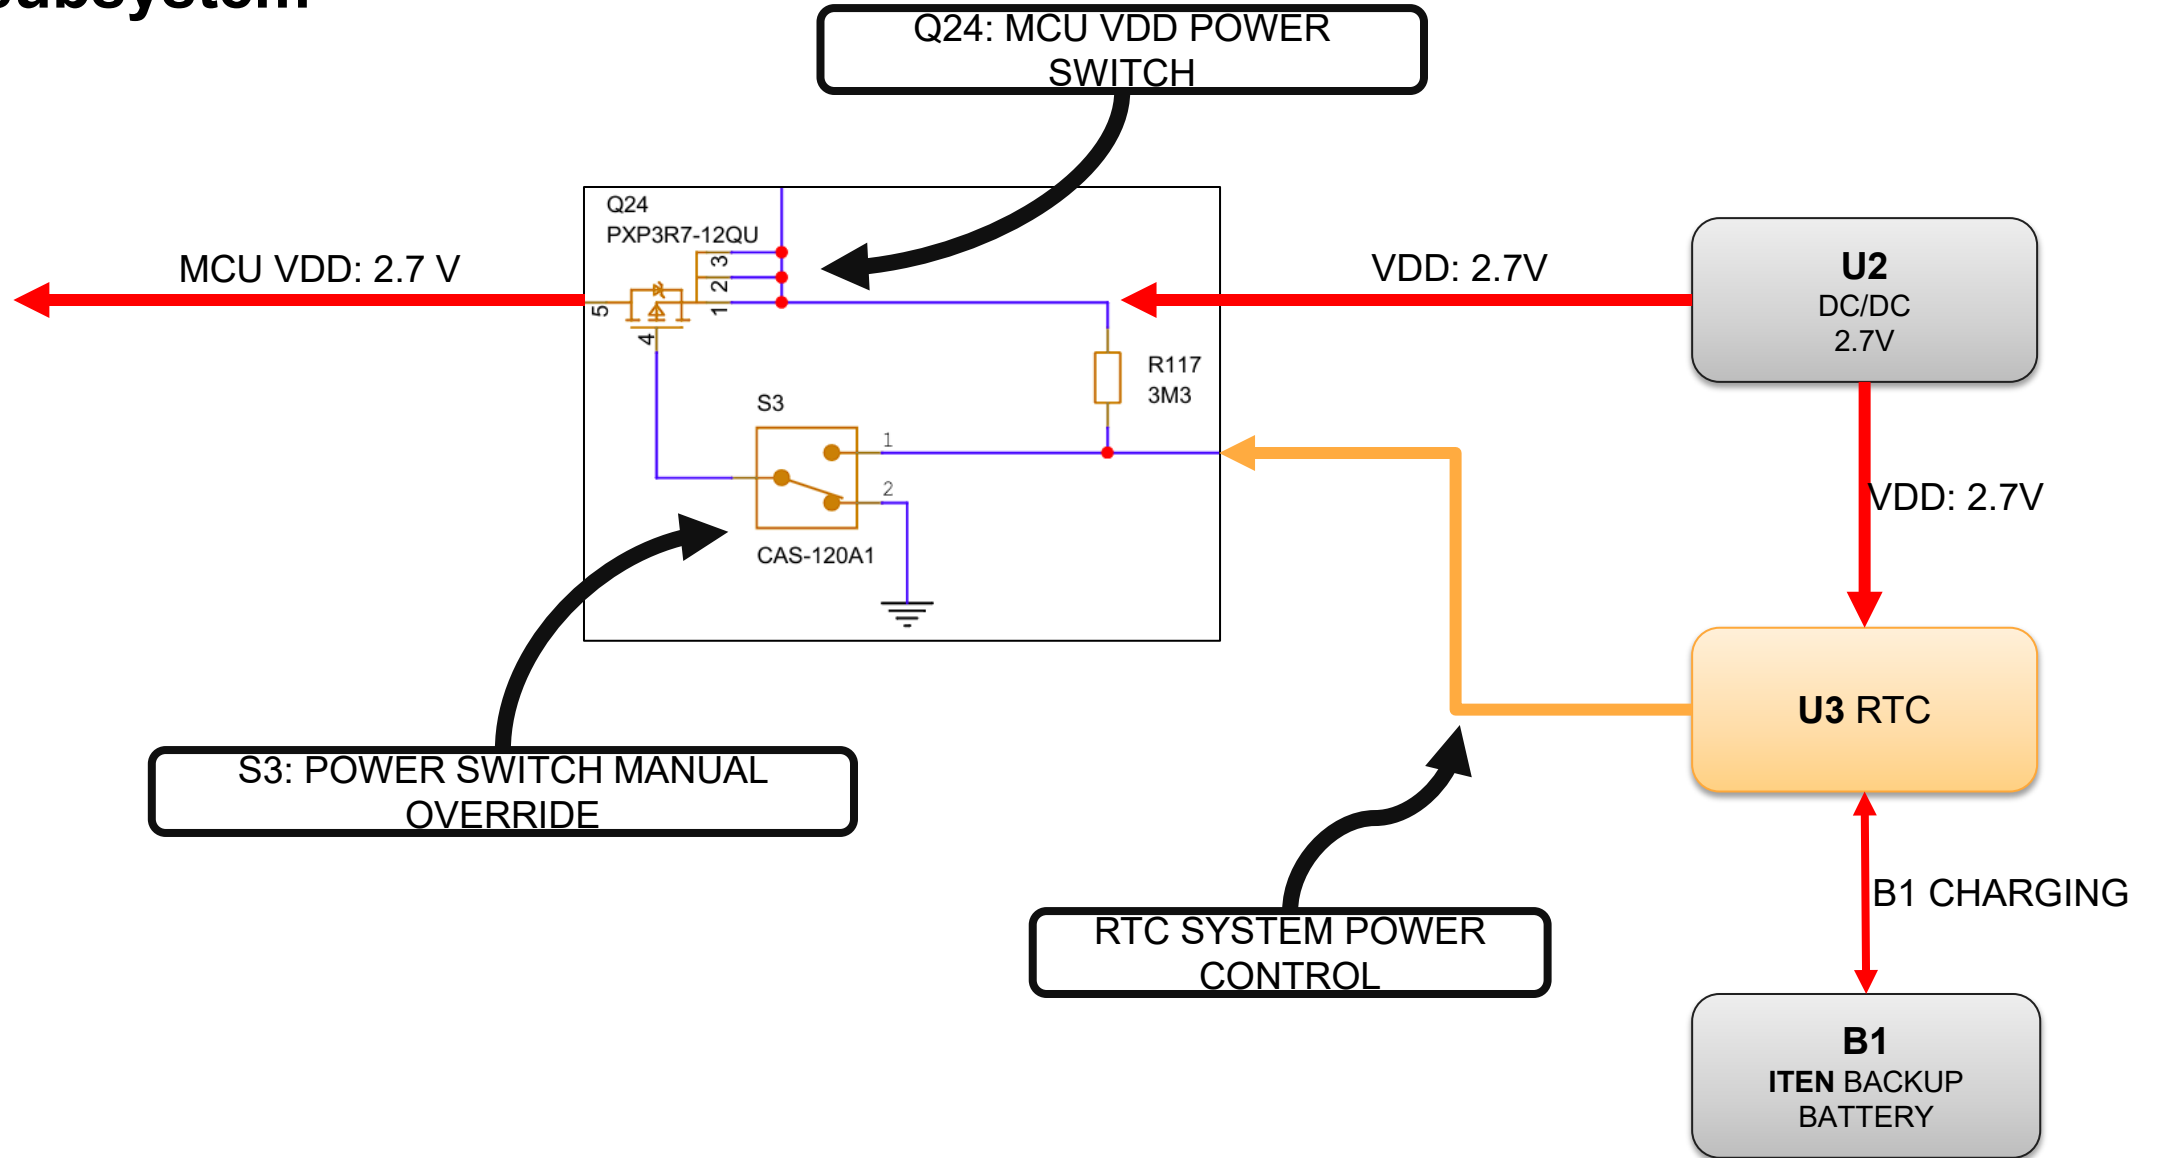 subsystem
Q24: MCU VDD POWER
SWITCH
Q24
PXP3R7-12QU
3
2
1
5
4
MCU VDD: 2.7 V
VDD: 2.7V
U2
DC/DC
2.7V
R117
3M3
S3
1
2
CAS-120A1
VDD: 2.7V
U3 RTC
S3: POWER SWITCH MANUAL
OVERRIDE
B1 CHARGING
RTC SYSTEM POWER
CONTROL
B1
ITEN BACKUP
BATTERY